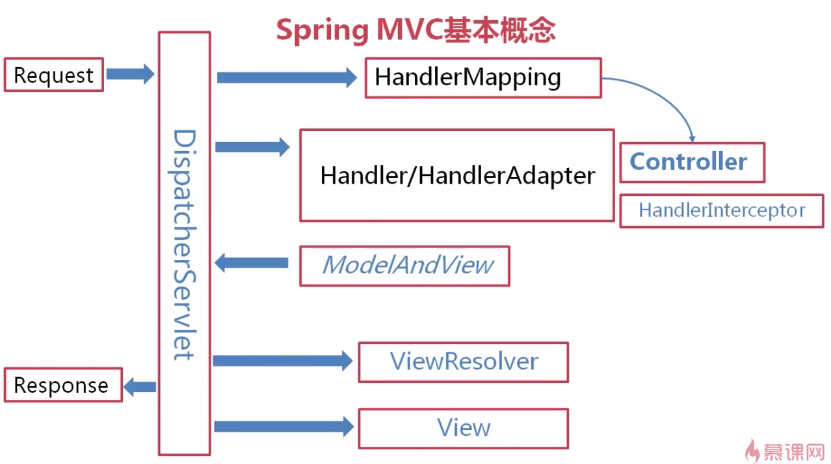 Spring MVC基本概念
Request
HandlerMapping
DispatcherServlet
Handler/HandlerAdapter
Controller
HandlerInterceptor
ModelAndView
ViewResolver
Response
View
慕课网